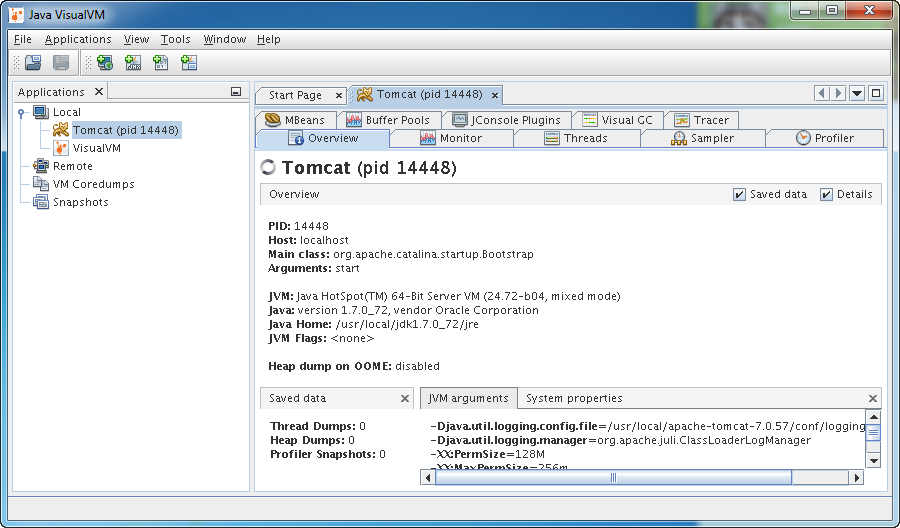 Java VisualVM
File Applications View Tools Window Help
Applications
Local
Tomcat (pid 14448)
VisualVM
Remote
VM Coredumps
Snapshots
Start Page
Tomcat (pid 14448)
MBeans
Buffer Pools
JConsole Plugins
Visual GC
Tracer
Overview
Monitor
Threads
Sampler
Profiler
Tomcat (pid 14448)
Overview
Saved data
Details
PID: 14448
Host: localhost
Main class: org.apache.catalina.startup.Bootstrap
Arguments: start
JVM: Java HotSpot(TM) 64-Bit Server VM (24.72-b04, mixed mode)
Java: version 1.7.0_72, vendor Oracle Corporation
Java Home: /usr/local/jdk1.7.0_72/jre
JVM Flags: <none>
Heap dump on OOME: disabled
Saved data
Thread Dumps: 0
Heap Dumps: 0
Profiler Snapshots: 0
JVM arguments
System properties
-Djava.util.logging.config.file=/usr/local/apache-tomcat-7.0.57/conf/logging
-Djava.util.logging.manager=org.apache.juli.ClassLoaderLogManager
-XX:PermSize=128M
-XX:MaxPermSize=256m